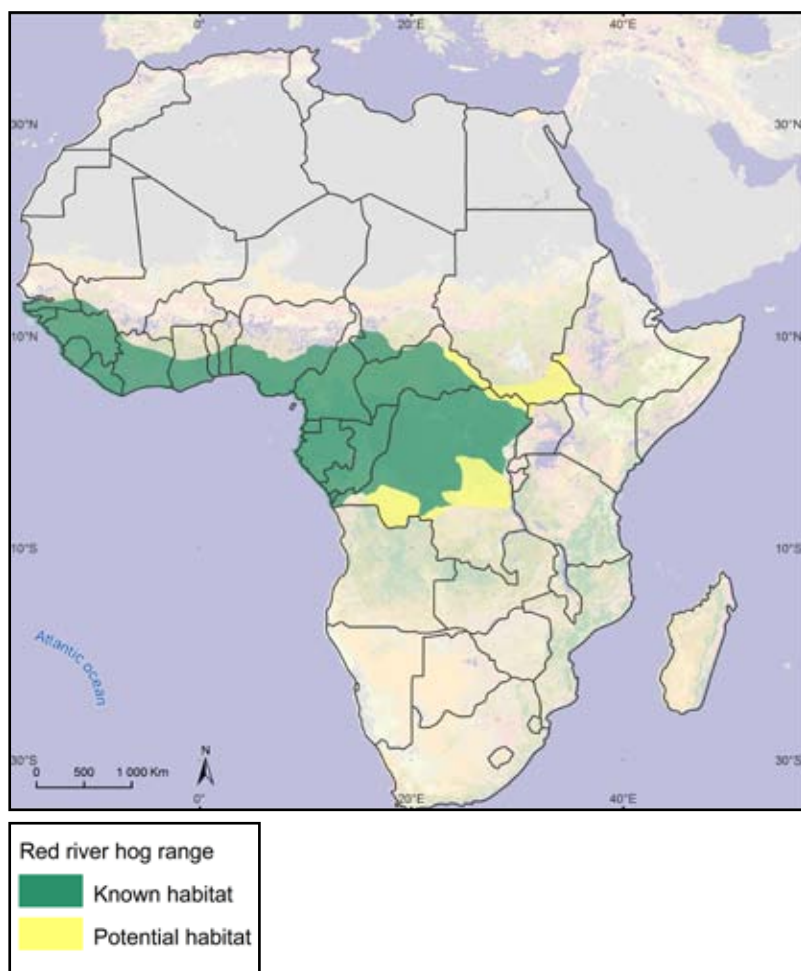 0° 20°E 40°E
30°N 30°N
10°N 10°N
10°S 10°S
Atlantic ocean
30°S 30°S
N
0 500 1 000 Km
0° 20°E 40°E
Red river hog range
Known habitat
Potential habitat